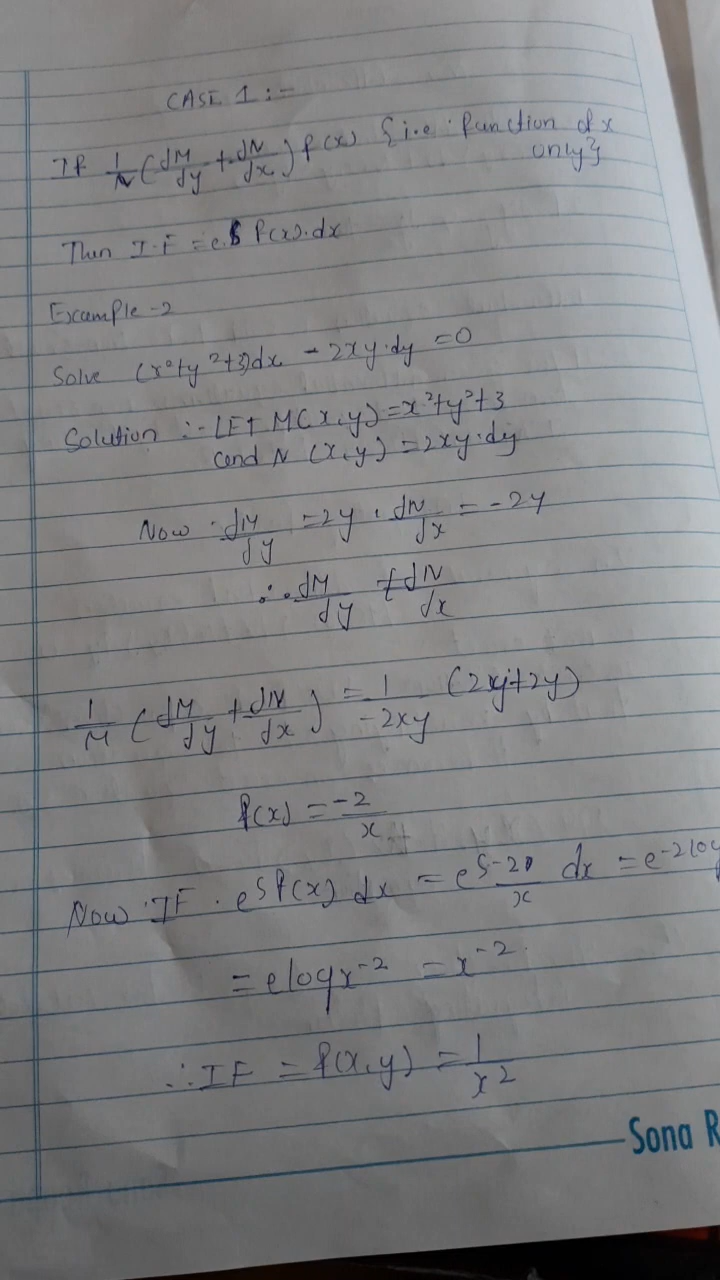 CASE 1 :-
If 1/N (dM/dy + dN/dx) f(x) {i.e. function of x
only}
Then I.F = e.∫ f(x).dx
Example -2
Solve (x²+y²+3)dx - 2xy.dy = 0
Solution :- LET M(x,y) = x²+y²+3
and N (x,y) = 2xy.dy
Now dM/dy = 2y , dN/dx = -2y
∴ dM/dy ≠ dN/dx
1/M (dM/dy + dN/dx) = 1/-2xy (2y+2y)
f(x) = -2/x
Now IF . e∫f(x) dx = e∫-2/x dx = e-2log
= elogx-2 = x-2
∴ IF = f(x,y) = 1/x²
Sona R